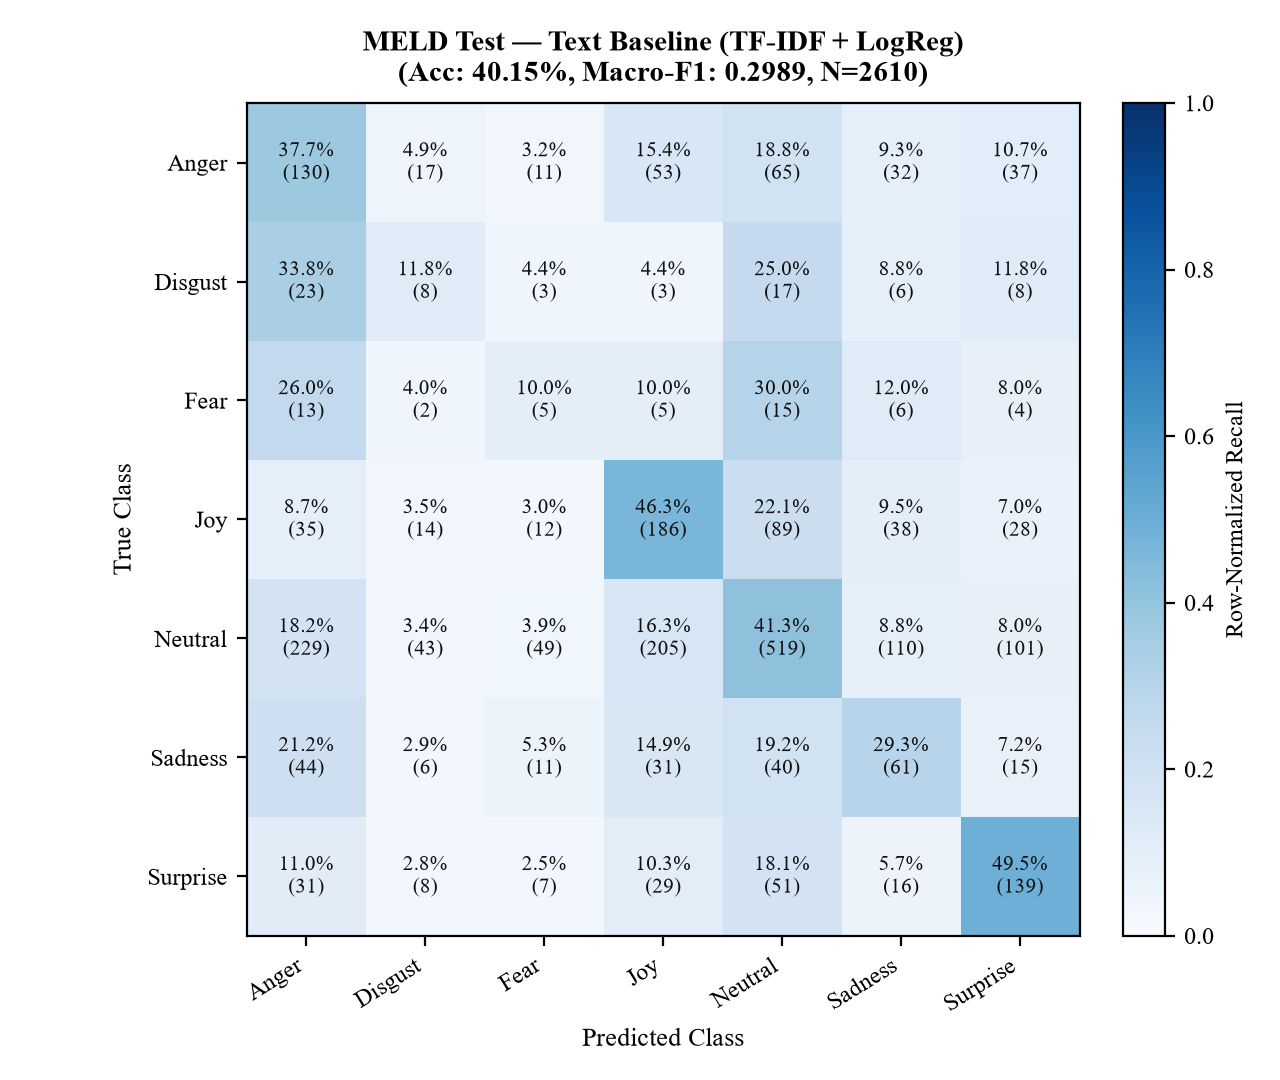 MELD Test — Text Baseline (TF-IDF + LogReg)
(Acc: 40.15%, Macro-F1: 0.2989, N=2610)
True Class
Anger
37.7% 4.9% 3.2% 15.4% 18.8% 9.3% 10.7%
(130) (17) (11) (53) (65) (32) (37)
Disgust
33.8% 11.8% 4.4% 4.4% 25.0% 8.8% 11.8%
(23) (8) (3) (3) (17) (6) (8)
Fear
26.0% 4.0% 10.0% 10.0% 30.0% 12.0% 8.0%
(13) (2) (5) (5) (15) (6) (4)
Joy
8.7% 3.5% 3.0% 46.3% 22.1% 9.5% 7.0%
(35) (14) (12) (186) (89) (38) (28)
Neutral
18.2% 3.4% 3.9% 16.3% 41.3% 8.8% 8.0%
(229) (43) (49) (205) (519) (110) (101)
Sadness
21.2% 2.9% 5.3% 14.9% 19.2% 29.3% 7.2%
(44) (6) (11) (31) (40) (61) (15)
Surprise
11.0% 2.8% 2.5% 10.3% 18.1% 5.7% 49.5%
(31) (8) (7) (29) (51) (16) (139)
Anger Disgust Fear Joy Neutral Sadness Surprise
Predicted Class
1.0
0.8
0.6
0.4
0.2
0.0
Row-Normalized Recall